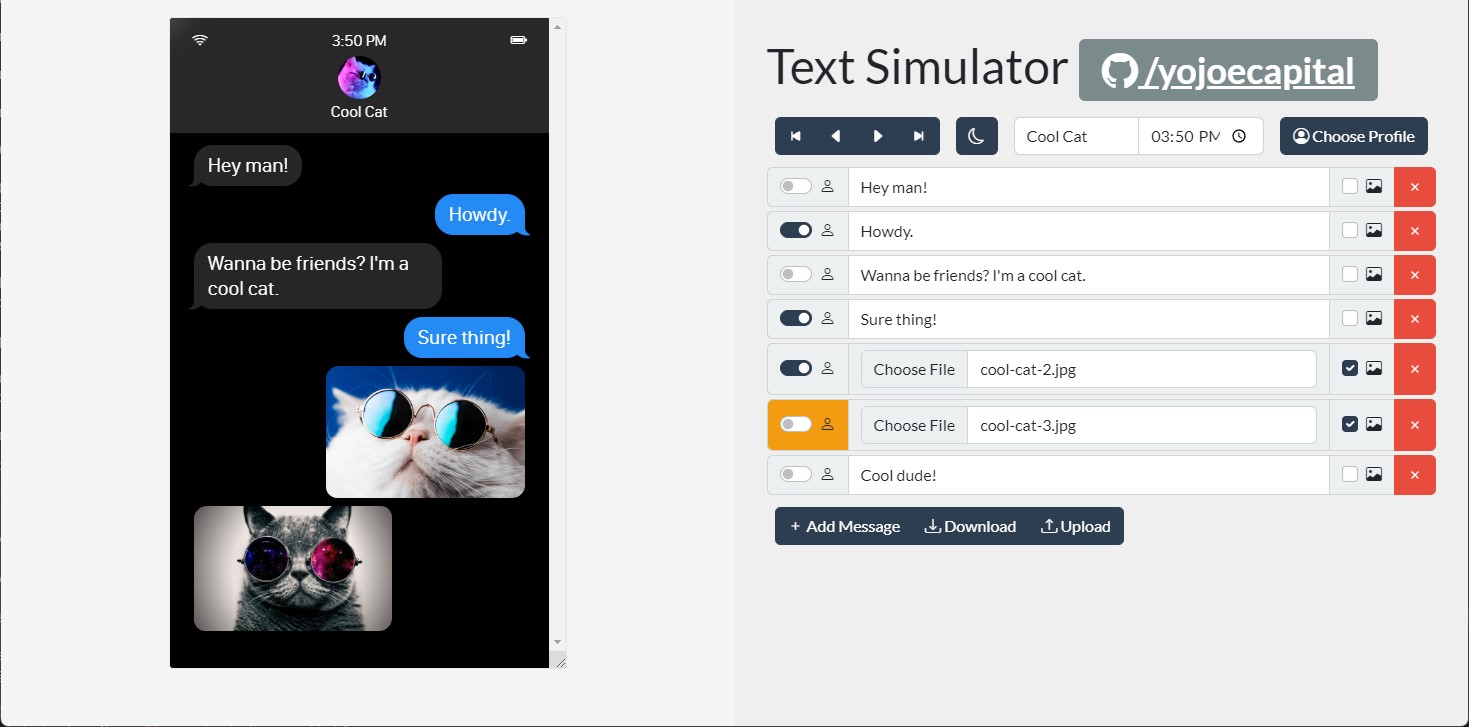 3:50 PM
Cool Cat
Hey man!
Howdy.
Wanna be friends? I'm a
cool cat.
Sure thing!
Text Simulator /yojoecapital
Cool Cat 03:50 PM Choose Profile
Hey man!
Howdy.
Wanna be friends? I'm a cool cat.
Sure thing!
Choose File cool-cat-2.jpg
Choose File cool-cat-3.jpg
Cool dude!
+ Add Message Download Upload